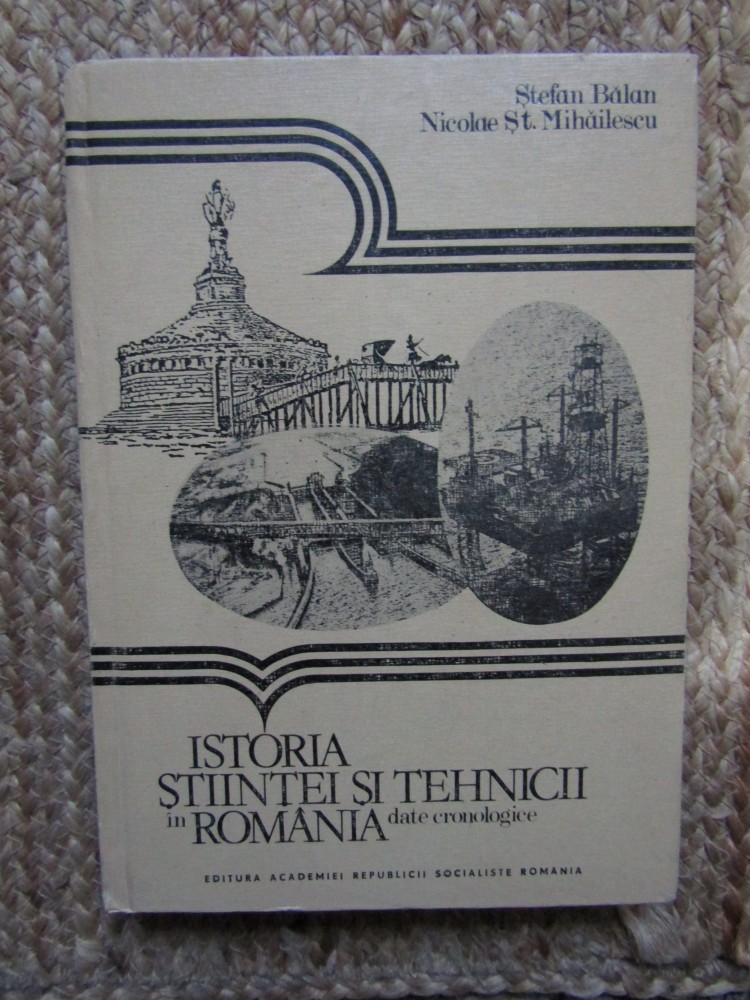 Ștefan Bălan
Nicolae Șt. Mihăilescu
ISTORIA
ȘTIINȚEI ȘI TEHNICII
în ROMÂNIA date cronologice
EDITURA ACADEMIEI REPUBLICII SOCIALISTE ROMÂNIA